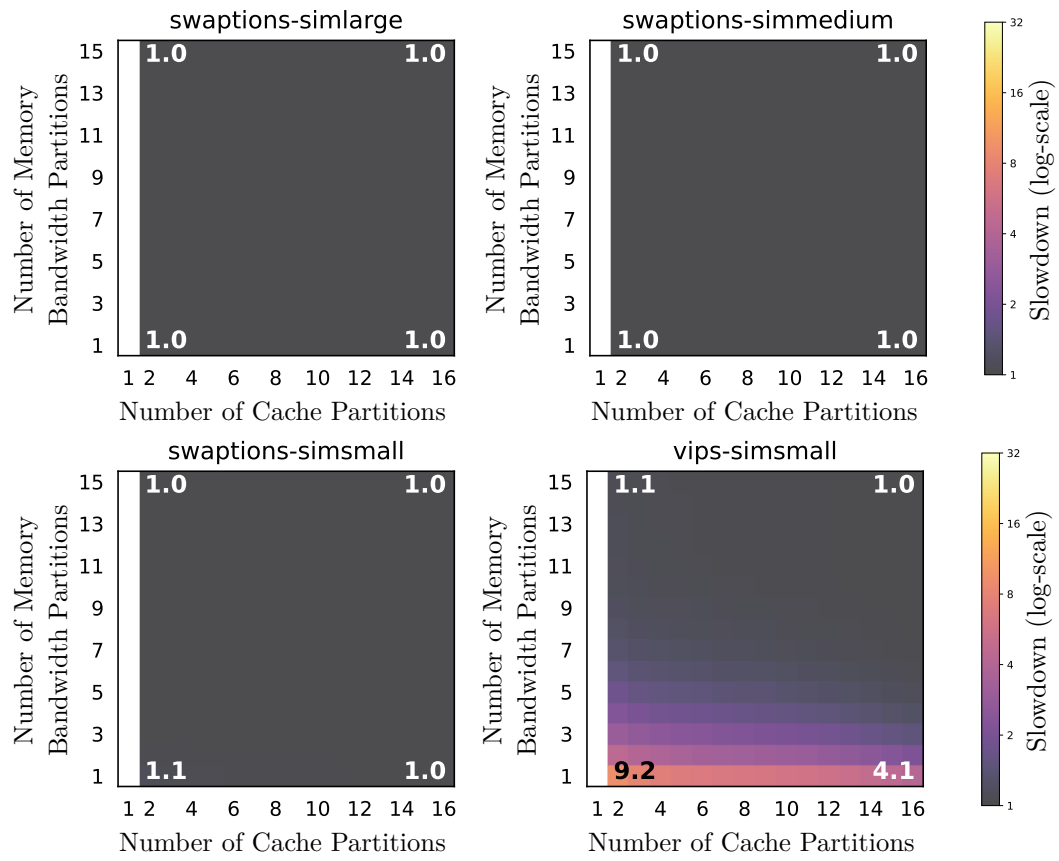 swaptions-simlarge
Number of Memory
Bandwidth Partitions
15
13
11
9
7
5
3
1
1.0 1.0
1.0 1.0
1 2 4 6 8 10 12 14 16
Number of Cache Partitions
swaptions-simmedium
Number of Memory
Bandwidth Partitions
15
13
11
9
7
5
3
1
1.0 1.0
1.0 1.0
1 2 4 6 8 10 12 14 16
Number of Cache Partitions
32
16
8
4
2
1
Slowdown (log-scale)
swaptions-simsmall
Number of Memory
Bandwidth Partitions
15
13
11
9
7
5
3
1
1.0 1.0
1.1 1.0
1 2 4 6 8 10 12 14 16
Number of Cache Partitions
vips-simsmall
Number of Memory
Bandwidth Partitions
15
13
11
9
7
5
3
1
1.1 1.0
9.2 4.1
1 2 4 6 8 10 12 14 16
Number of Cache Partitions
32
16
8
4
2
1
Slowdown (log-scale)